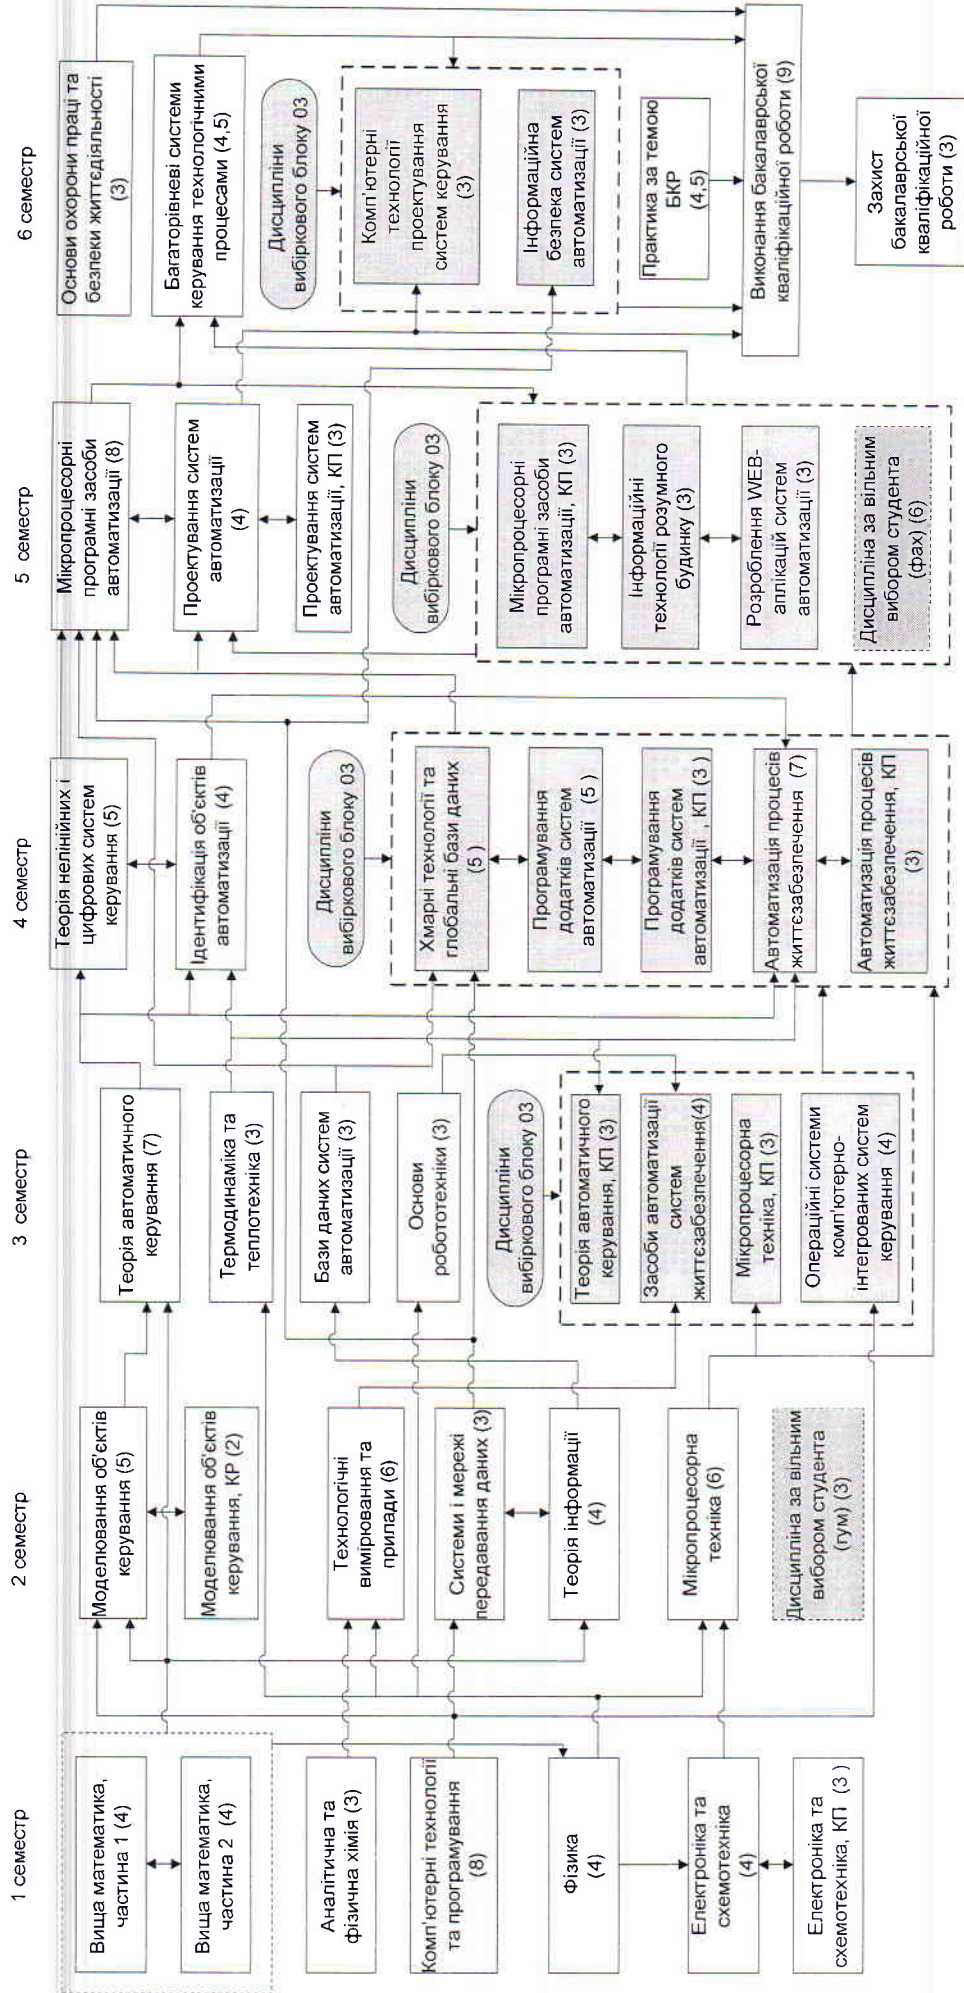 1 семестр
Вища математика,
частина 1 (4)
Вища математика,
частина 2 (4)
Аналітична та
фізична хімія (3)
Комп'ютерні технології
та програмування
(8)
Фізика
(4)
Електроніка та
схемотехніка
(4)
Електроніка та
схемотехніка, КП (3 )
2 семестр
Моделювання об'єктів
керування (5)
Моделювання об'єктів
керування, КР (2)
Технологічні
вимірювання та
прилади (6)
Системи і мережі
передавання даних (3)
Теорія інформації
(4)
Мікропроцесорна
техніка (6)
Дисципліна за вільним
вибором студента
(гум) (3)
3 семестр
Теорія автоматичного
керування (7)
Термодинаміка та
теплотехніка (3)
Бази даних систем
автоматизації (3)
Основи
робототехніки (3)
Дисципліни
вибіркового блоку 03
Теорія автоматичного
керування, КП (3)
Засоби автоматизації
систем
життєзабезпечення(4)
Мікропроцесорна
техніка, КП (3)
Операційні системи
комп'ютерно-
інтегрованих систем
керування (4)
4 семестр
Теорія нелінійних і
цифрових систем
керування (5)
Ідентифікація об'єктів
автоматизації (4)
Дисципліни
вибіркового блоку 03
Хмарні технології та
глобальні бази даних
(5 )
Програмування
додатків систем
автоматизації (5 )
Програмування
додатків систем
автоматизації , КП (3 )
Автоматизація процесів
життєзабезпечення (7)
Автоматизація процесів
життєзабезпечення, КП
(3)
5 семестр
Мікропроцесорні
програмні засоби
автоматизації (8)
Проектування систем
автоматизації
(4)
Проектування систем
автоматизації, КП (3)
Дисципліни
вибіркового блоку 03
Мікропроцесорні
програмні засоби
автоматизації, КП (3)
Інформаційні
технології розумного
будинку (3)
Розроблення WEB-
аплікацій систем
автоматизації (3)
Дисципліна за вільним
вибором студента
(фах) (6)
6 семестр
Основи охорони праці та
безпеки життєдіяльності
(3)
Багаторівневі системи
керування технологічними
процесами (4,5)
Дисципліни
вибіркового блоку 03
Комп'ютерні
технології
проектування
систем керування
(3)
Інформаційна
безпека систем
автоматизації (3)
Практика за темою
БКР
(4,5)
Виконання бакалаврської
кваліфікаційної роботи (9)
Захист
бакалаврської
кваліфікаційної
роботи (3)